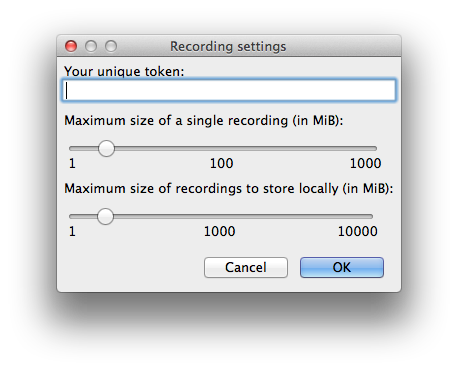 Recording settings
Your unique token:
Maximum size of a single recording (in MiB):
1 100 1000
Maximum size of recordings to store locally (in MiB):
1 1000 10000
Cancel OK